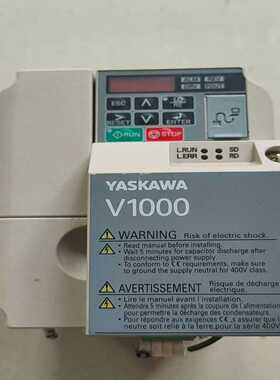 ALM REV
DRV FOUT
ESC
LO
RE
RESET
ENTER
RUN
STOP
L.RUN SD
L.ERR RD
YASKAWA
V1000
WARNING Risk of electric shock.
Read manual before installing.
Wait 5 minutes for capacitor discharge after
disconnecting power supply.
To conform to CE requirements, make sure
to ground the supply neutral for 400V class.
AVERTISSEMENT Risque de décharge
électrique.
Lire le manuel avant l'installation.
Attendre 5 minutes après la coupure de l'alimentation
pour permettre la décharge des condensateurs.
Pour répondre aux exigences CE, s'assurer que le
neutre soit relié à la terre, pour la série 400V